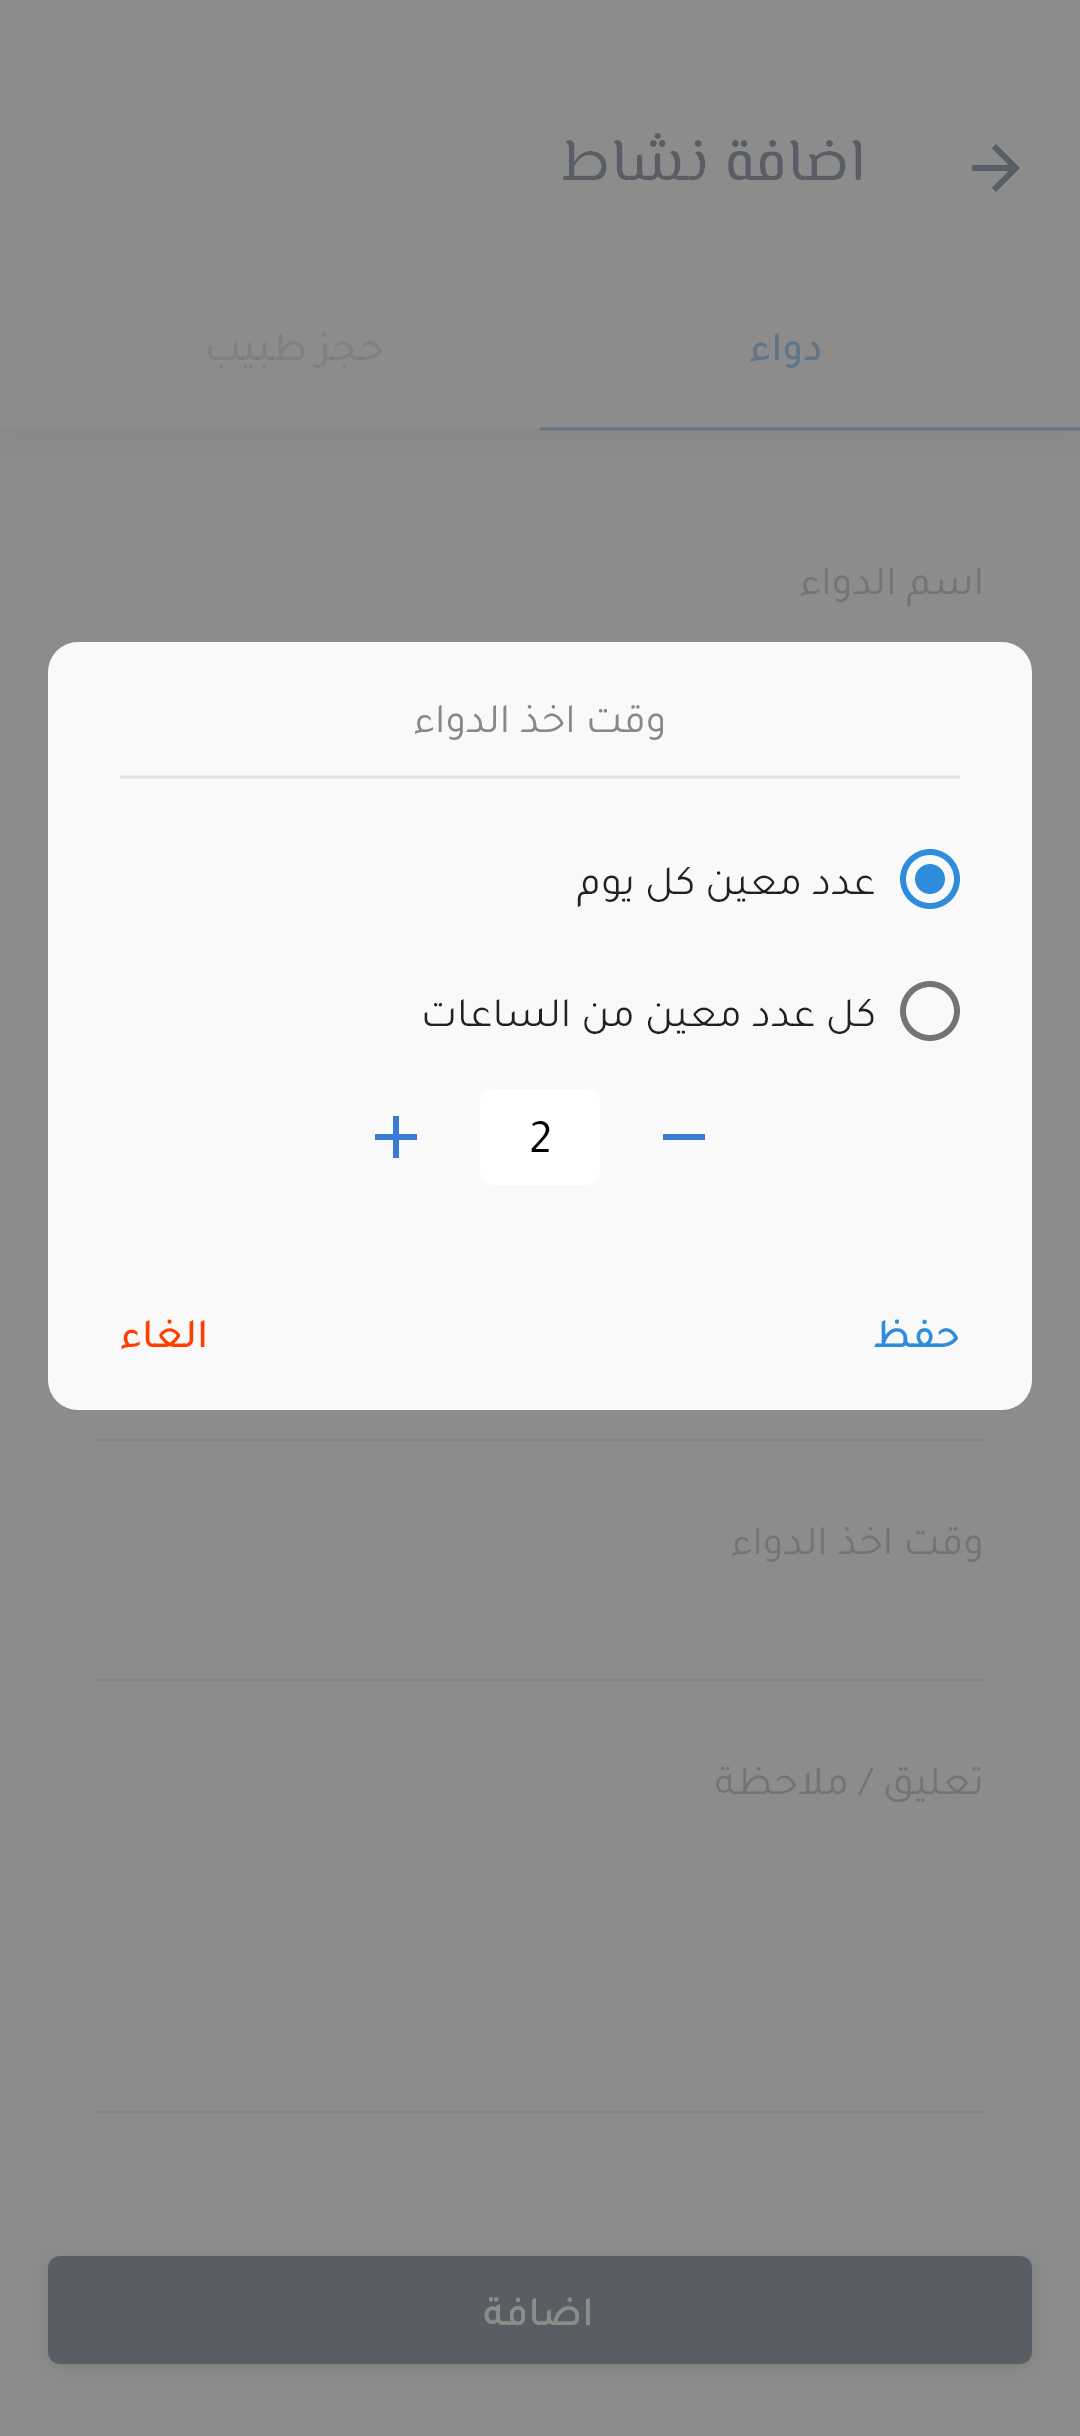 اضافة نشاط
دواء
حجز طبيب
اسم الدواء
وقت اخذ الدواء
عدد معين كل يوم
كل عدد معين من الساعات
2
حفظ
الغاء
وقت اخذ الدواء
تعليق / ملاحظة
اضافة